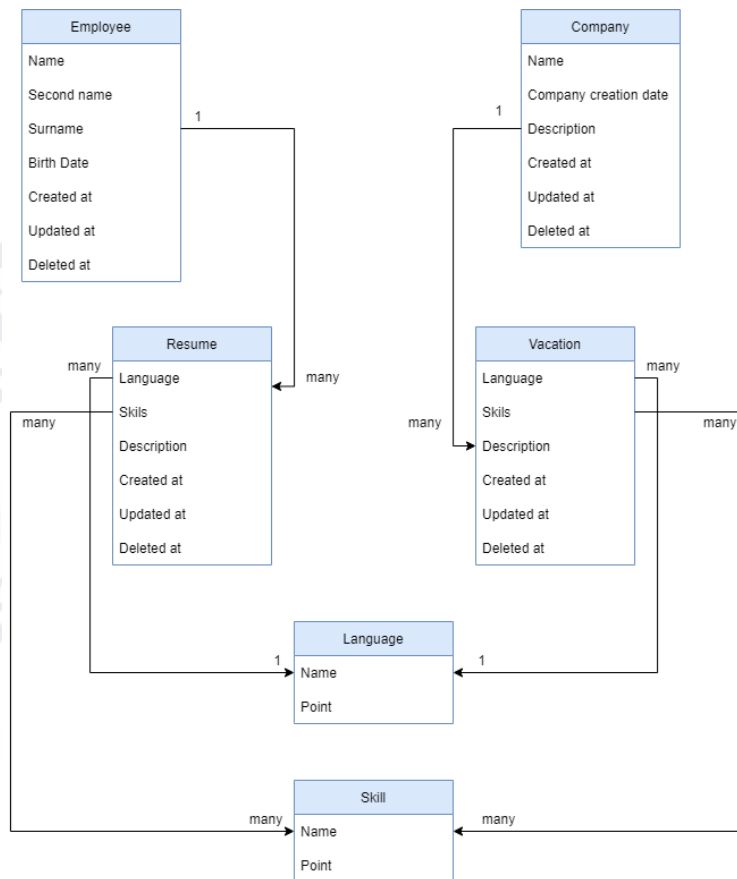 Employee
Name
Second name
Surname
Birth Date
Created at
Updated at
Deleted at
1
Company
Name
Company creation date
Description
Created at
Updated at
Deleted at
1
Resume
Language
Skils
Description
Created at
Updated at
Deleted at
many
many
many
Vacation
Language
Skils
Description
Created at
Updated at
Deleted at
many
many
many
Language
Name
Point
1
1
Skill
Name
Point
many
many